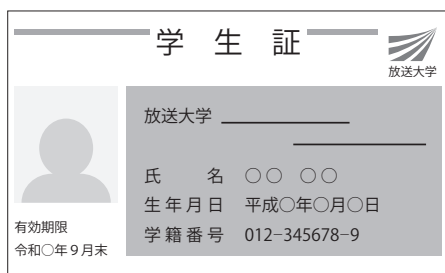 学 生 証
放送大学
放送大学
氏 名 ○○ ○○
生年月日 平成○年○月○日
学籍番号 012-345678-9
有効期限
令和○年9月末